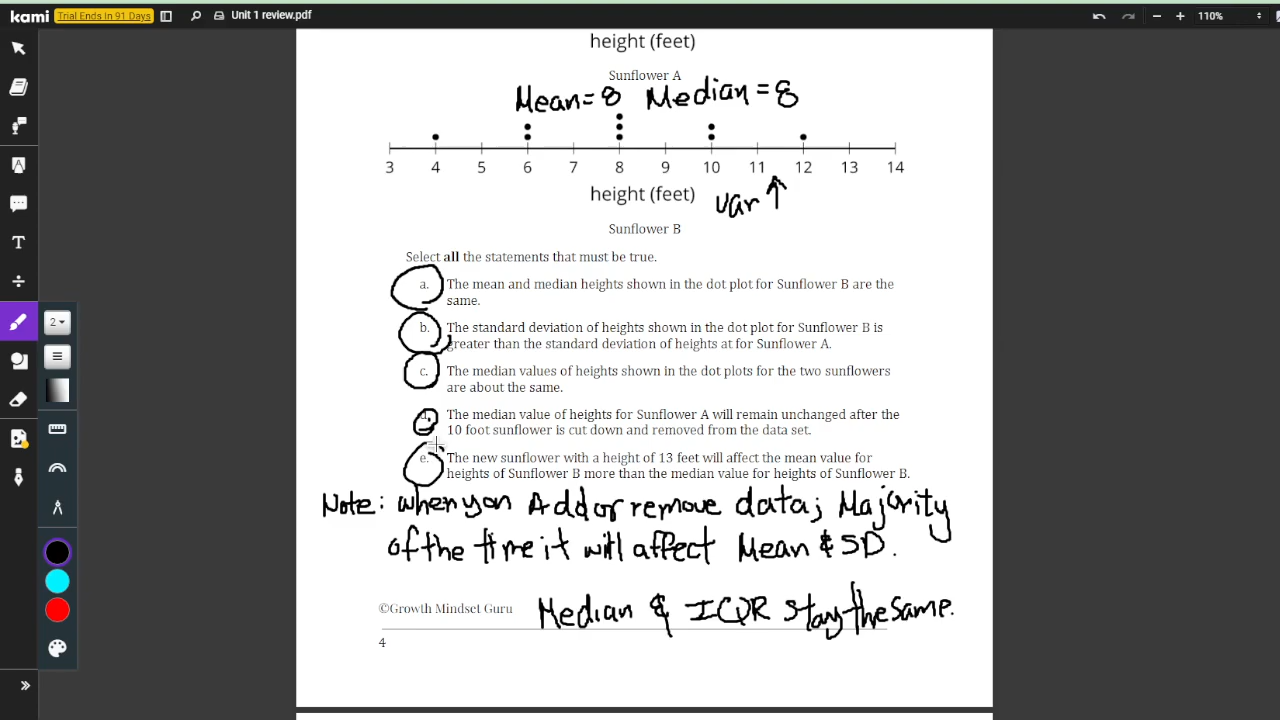 kami Trial Ends In 91 Days Unit 1 review.pdf 110%
height (feet)
Sunflower A
Mean = 8 Median = 8
3 4 5 6 7 8 9 10 11 12 13 14
height (feet)
Var ↑
Sunflower B
Select all the statements that must be true.
a. The mean and median heights shown in the dot plot for Sunflower B are the
same.
b. The standard deviation of heights shown in the dot plot for Sunflower B is
greater than the standard deviation of heights at for Sunflower A.
c. The median values of heights shown in the dot plots for the two sunflowers
are about the same.
The median value of heights for Sunflower A will remain unchanged after the
10 foot sunflower is cut down and removed from the data set.
e. The new sunflower with a height of 13 feet will affect the mean value for
heights of Sunflower B more than the median value for heights of Sunflower B.
Note: when you Add or remove data; Majority
of the time it will affect Mean & SD.
Median & IQR stay the same.
©Growth Mindset Guru
4
2